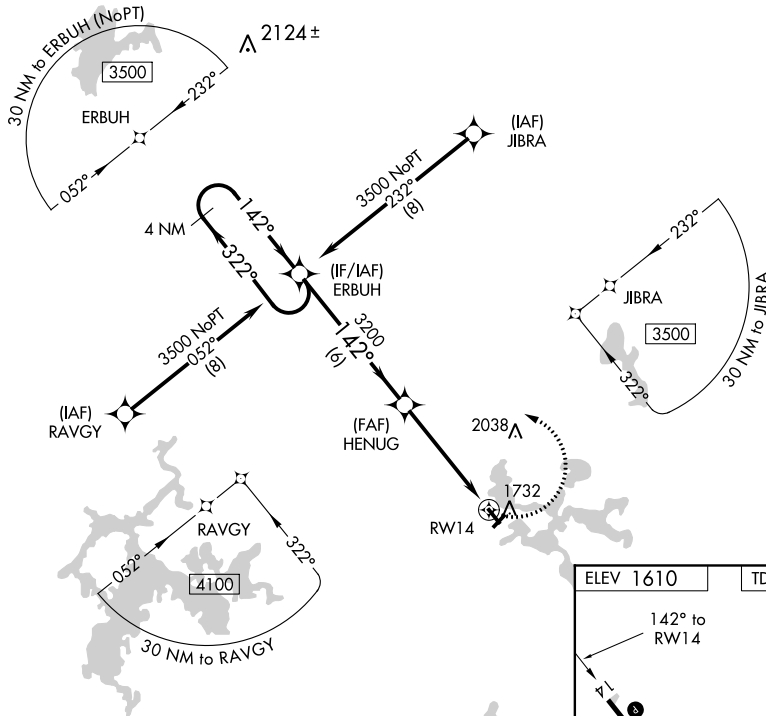 30 NM to ERBUH (NoPT)
2124±
3500
232°
ERBUH
052°
(IAF)
JIBRA
3500 NoPT
232°
(8)
4 NM
142°
322°
(IF/IAF)
ERBUH
232°
JIBRA
3500
30 NM to JIBRA
322°
3500 NoPT
052°
(8)
3200
142°
(6)
(IAF)
RAVGY
(FAF)
HENUG
2038
1732
RW14
RAVGY
052°
322°
4100
30 NM to RAVGY
ELEV 1610
TD
142° to
RW14
14
P